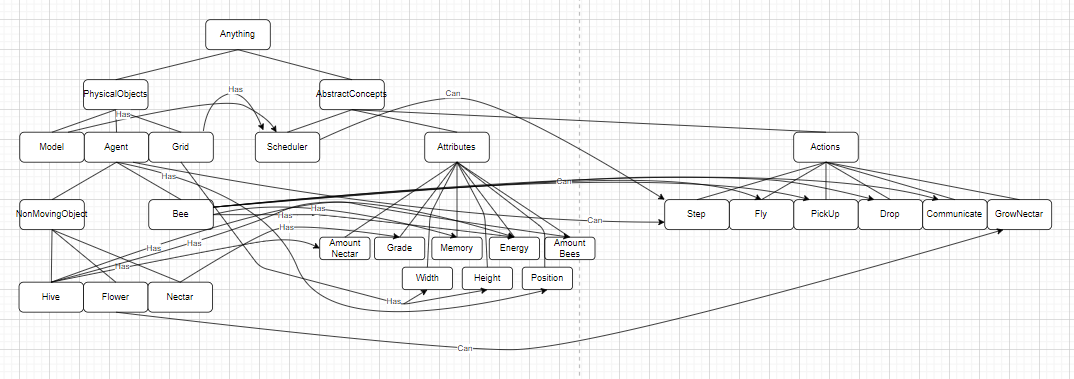 Anything
PhysicalObjects
Has
AbstractConcepts
Can
Has
Model
Agent
Grid
Scheduler
Attributes
Actions
Has
Can
NonMovingObject
Bee
Has
Has
Can
Step
Fly
PickUp
Drop
Communicate
GrowNectar
Has
Has
Has
Amount
Nectar
Grade
Memory
Energy
Amount
Bees
Has
Width
Height
Position
Hive
Flower
Nectar
Has
Can